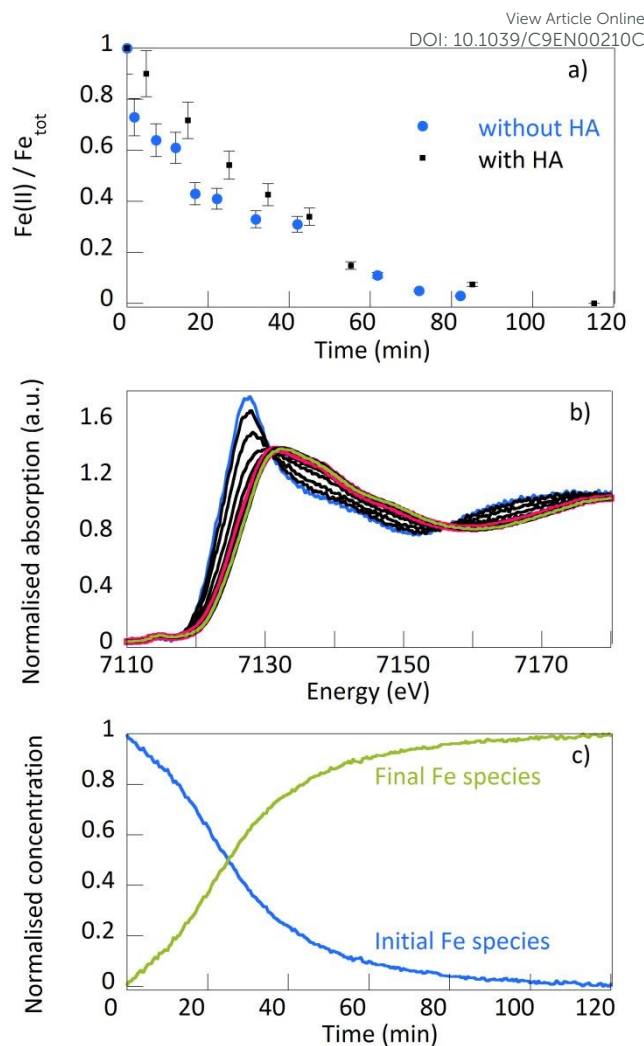 View Article Online
DOI: 10.1039/C9EN00210C
a)
Fe(II) / Fe tot
1
0.8
0.6
0.4
0.2
0
without HA
with HA
0 20 40 60 80 100 120
Time (min)
b)
Normalised absorption (a.u.)
1.6
1.2
0.8
0.4
0
7110 7130 7150 7170
Energy (eV)
c)
Normalised concentration
1
0.8
0.6
0.4
0.2
0
Final Fe species
Initial Fe species
0 20 40 60 80 100 120
Time (min)